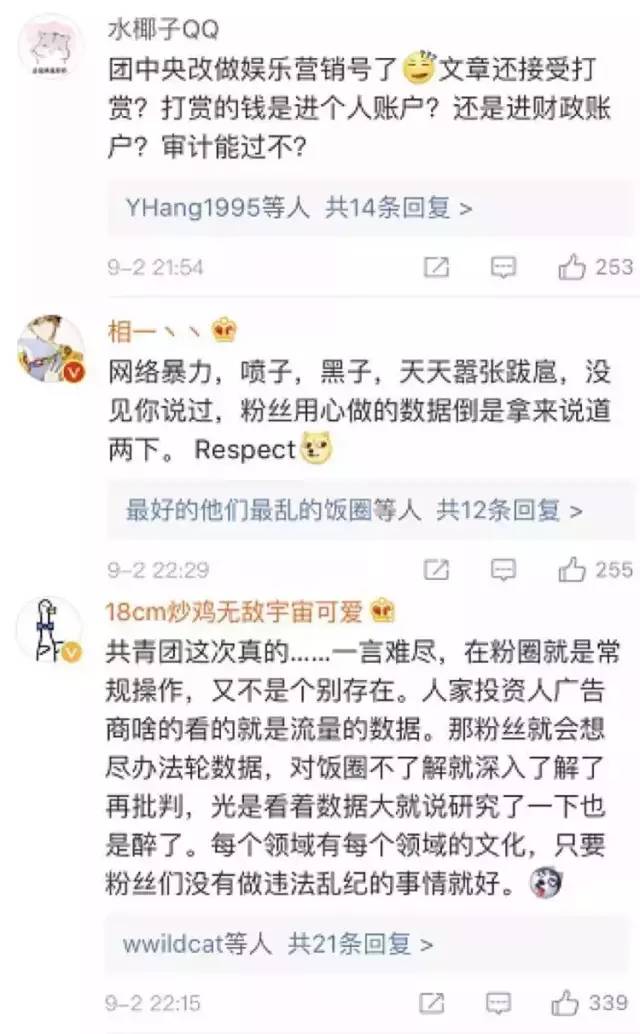 水椰子QQ
团中央改做娱乐营销号了文章还接受打
赏？打赏的钱是进个人账户？还是进财政账
户？审计能过不？
YHang1995等人 共14条回复 >
9-2 21:54
253
相一丶丶
网络暴力，喷子，黑子，天天嚣张跋扈，没
见你说过，粉丝用心做的数据倒是拿来说道
两下。Respect
最好的他们最乱的饭圈等人 共12条回复 >
9-2 22:29
255
18cm炒鸡无敌宇宙可爱
共青团这次真的……一言难尽，在粉圈就是常
规操作，又不是个别存在。人家投资人广告
商啥的看的就是流量的数据。那粉丝就会想
尽办法轮数据，对饭圈不了解就深入了解了
再批判，光是看着数据大就说研究了一下也
是醉了。每个领域有每个领域的文化，只要
粉丝们没有做违法乱纪的事情就好。
wwildcat等人 共21条回复 >
9-2 22:15
339